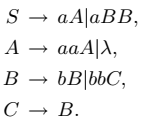 S → aA|aBB,
A → aaA|λ,
B → bB|bbC,
C → B.